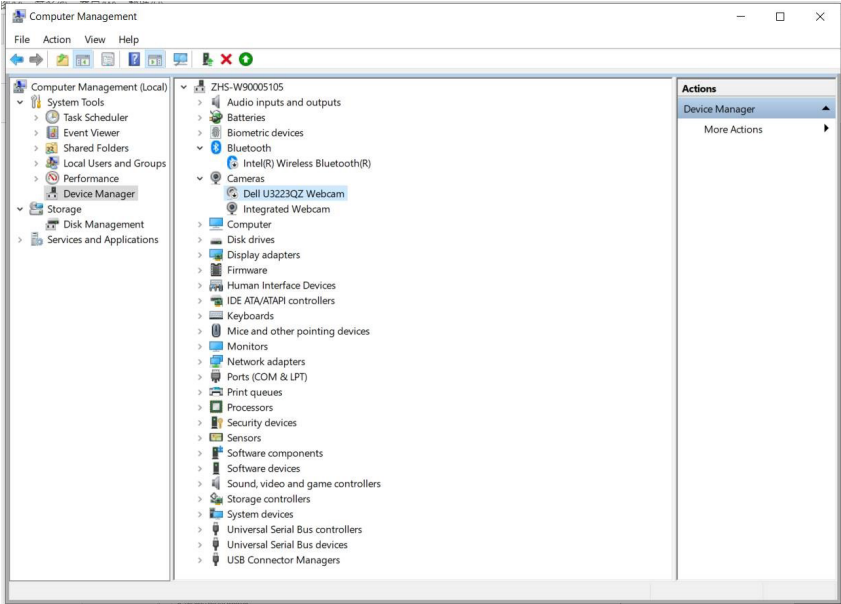 Computer Management
File Action View Help
Computer Management (Local)
System Tools
Task Scheduler
Event Viewer
Shared Folders
Local Users and Groups
Performance
Device Manager
Storage
Disk Management
Services and Applications
ZHS-W90005105
Audio inputs and outputs
Batteries
Biometric devices
Bluetooth
Intel(R) Wireless Bluetooth(R)
Cameras
Dell U3223QZ Webcam
Integrated Webcam
Computer
Disk drives
Display adapters
Firmware
Human Interface Devices
IDE ATA/ATAPI controllers
Keyboards
Mice and other pointing devices
Monitors
Network adapters
Ports (COM & LPT)
Print queues
Processors
Security devices
Sensors
Software components
Software devices
Sound, video and game controllers
Storage controllers
System devices
Universal Serial Bus controllers
Universal Serial Bus devices
USB Connector Managers
Actions
Device Manager
More Actions